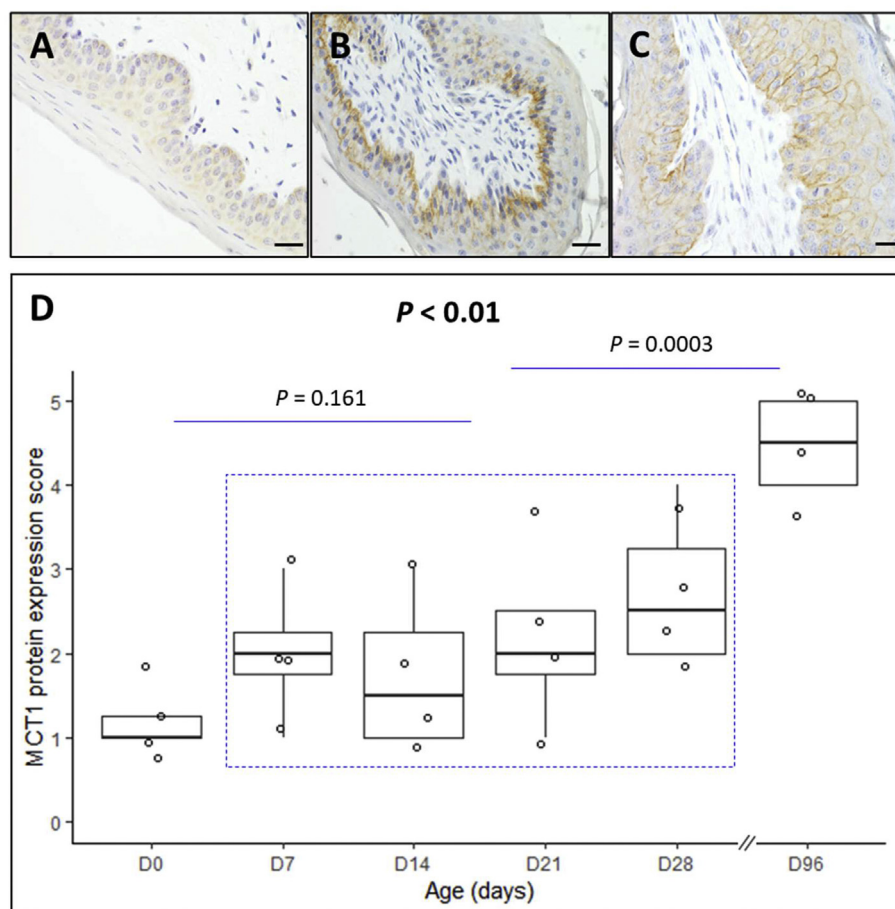 A
B
C
D
P < 0.01
P = 0.0003
P = 0.161
MCT1 protein expression score
5
4
3
2
1
0
D0 D7 D14 D21 D28 // D96
Age (days)